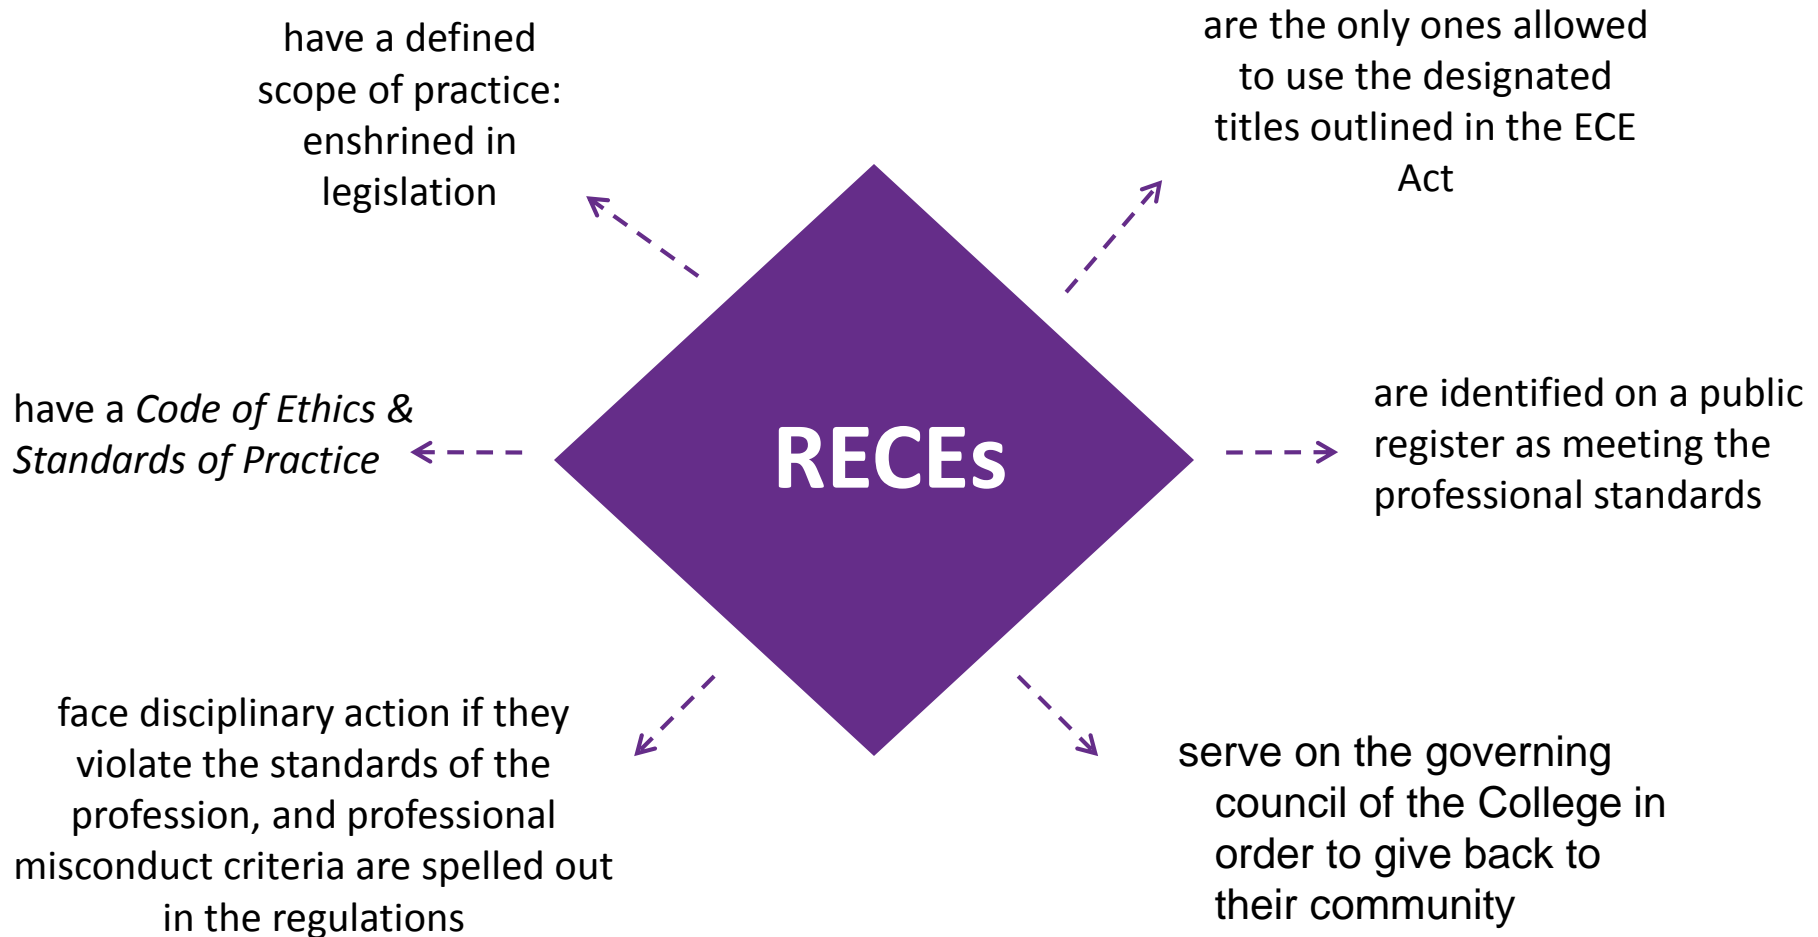 have a defined
scope of practice:
enshrined in
legislation
are the only ones allowed
to use the designated
titles outlined in the ECE
Act
have a Code of Ethics &
Standards of Practice
RECEs
are identified on a public
register as meeting the
professional standards
face disciplinary action if they
violate the standards of the
profession, and professional
misconduct criteria are spelled out
in the regulations
serve on the governing
council of the College in
order to give back to
their community